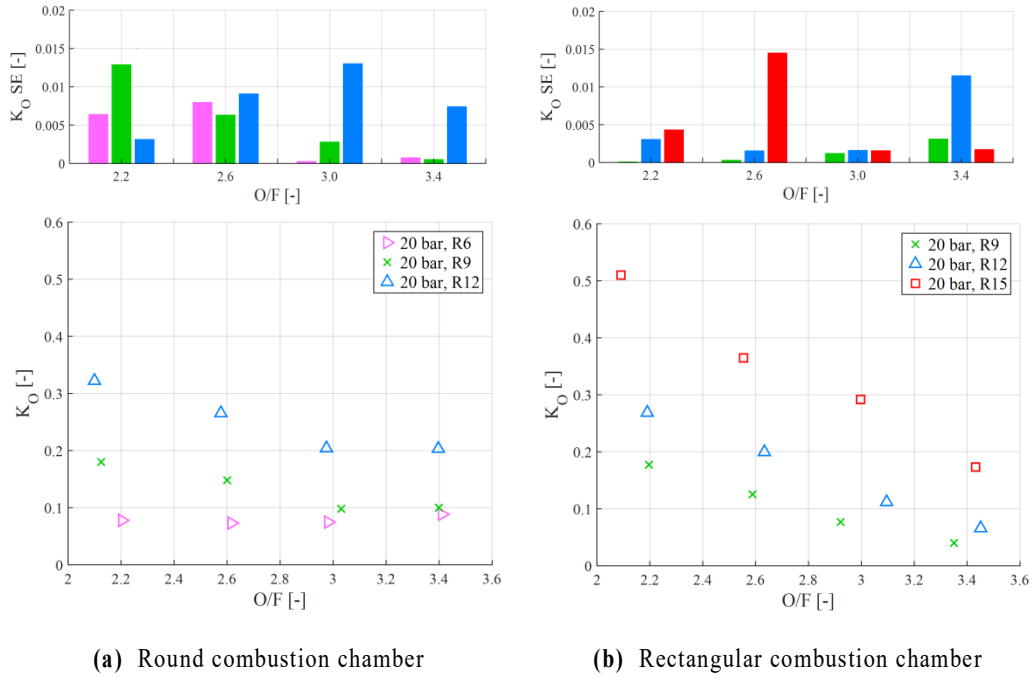 0.02
0.015
0.01
0.005
0
K_O SE [-]
2.2 2.6 3.0 3.4
O/F [-]
0.6
0.5
0.4
0.3
0.2
0.1
0
K_O [-]
20 bar, R6
20 bar, R9
20 bar, R12
2 2.2 2.4 2.6 2.8 3 3.2 3.4 3.6
O/F [-]
(a) Round combustion chamber
0.02
0.015
0.01
0.005
0
K_O SE [-]
2.2 2.6 3.0 3.4
O/F [-]
0.6
0.5
0.4
0.3
0.2
0.1
0
K_O [-]
20 bar, R9
20 bar, R12
20 bar, R15
2 2.2 2.4 2.6 2.8 3 3.2 3.4 3.6
O/F [-]
(b) Rectangular combustion chamber